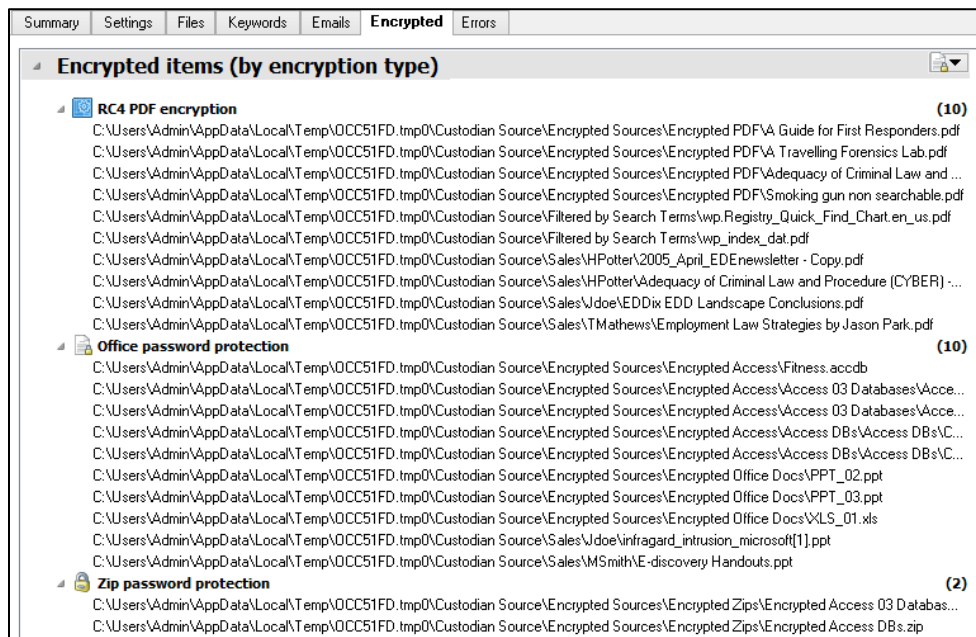 Summary Settings Files Keywords Emails Encrypted Errors
Encrypted items (by encryption type)
RC4 PDF encryption (10)
C:\Users\Admin\AppData\Local\Temp\OCC51FD.tmp0\Custodian Source\Encrypted Sources\Encrypted PDF\A Guide for First Responders.pdf
C:\Users\Admin\AppData\Local\Temp\OCC51FD.tmp0\Custodian Source\Encrypted Sources\Encrypted PDF\A Travelling Forensics Lab.pdf
C:\Users\Admin\AppData\Local\Temp\OCC51FD.tmp0\Custodian Source\Encrypted Sources\Encrypted PDF\Adequacy of Criminal Law and ...
C:\Users\Admin\AppData\Local\Temp\OCC51FD.tmp0\Custodian Source\Encrypted Sources\Encrypted PDF\Smoking gun non searchable.pdf
C:\Users\Admin\AppData\Local\Temp\OCC51FD.tmp0\Custodian Source\Filtered by Search Terms\wp.Registry_Quick_Find_Chart.en_us.pdf
C:\Users\Admin\AppData\Local\Temp\OCC51FD.tmp0\Custodian Source\Filtered by Search Terms\wp_index_dat.pdf
C:\Users\Admin\AppData\Local\Temp\OCC51FD.tmp0\Custodian Source\Sales\HPotter\2005_April_EDEnewsletter - Copy.pdf
C:\Users\Admin\AppData\Local\Temp\OCC51FD.tmp0\Custodian Source\Sales\HPotter\Adequacy of Criminal Law and Procedure (CYBER) -...
C:\Users\Admin\AppData\Local\Temp\OCC51FD.tmp0\Custodian Source\Sales\Jdoe\EDDix EDD Landscape Conclusions.pdf
C:\Users\Admin\AppData\Local\Temp\OCC51FD.tmp0\Custodian Source\Sales\TMathews\Employment Law Strategies by Jason Park.pdf
Office password protection (10)
C:\Users\Admin\AppData\Local\Temp\OCC51FD.tmp0\Custodian Source\Encrypted Sources\Encrypted Access\Fitness.accdb
C:\Users\Admin\AppData\Local\Temp\OCC51FD.tmp0\Custodian Source\Encrypted Sources\Encrypted Access\Access 03 Databases\Acce...
C:\Users\Admin\AppData\Local\Temp\OCC51FD.tmp0\Custodian Source\Encrypted Sources\Encrypted Access\Access 03 Databases\Acce...
C:\Users\Admin\AppData\Local\Temp\OCC51FD.tmp0\Custodian Source\Encrypted Sources\Encrypted Access\Access DBs\Access DBs\C...
C:\Users\Admin\AppData\Local\Temp\OCC51FD.tmp0\Custodian Source\Encrypted Sources\Encrypted Access\Access DBs\Access DBs\C...
C:\Users\Admin\AppData\Local\Temp\OCC51FD.tmp0\Custodian Source\Encrypted Sources\Encrypted Office Docs\PPT_02.ppt
C:\Users\Admin\AppData\Local\Temp\OCC51FD.tmp0\Custodian Source\Encrypted Sources\Encrypted Office Docs\PPT_03.ppt
C:\Users\Admin\AppData\Local\Temp\OCC51FD.tmp0\Custodian Source\Encrypted Sources\Encrypted Office Docs\XLS_01.xls
C:\Users\Admin\AppData\Local\Temp\OCC51FD.tmp0\Custodian Source\Sales\Jdoe\infragard_intrusion_microsoft[1].ppt
C:\Users\Admin\AppData\Local\Temp\OCC51FD.tmp0\Custodian Source\Sales\MSmith\E-discovery Handouts.ppt
Zip password protection (2)
C:\Users\Admin\AppData\Local\Temp\OCC51FD.tmp0\Custodian Source\Encrypted Sources\Encrypted Zips\Encrypted Access 03 Databas...
C:\Users\Admin\AppData\Local\Temp\OCC51FD.tmp0\Custodian Source\Encrypted Sources\Encrypted Zips\Encrypted Access DBs.zip